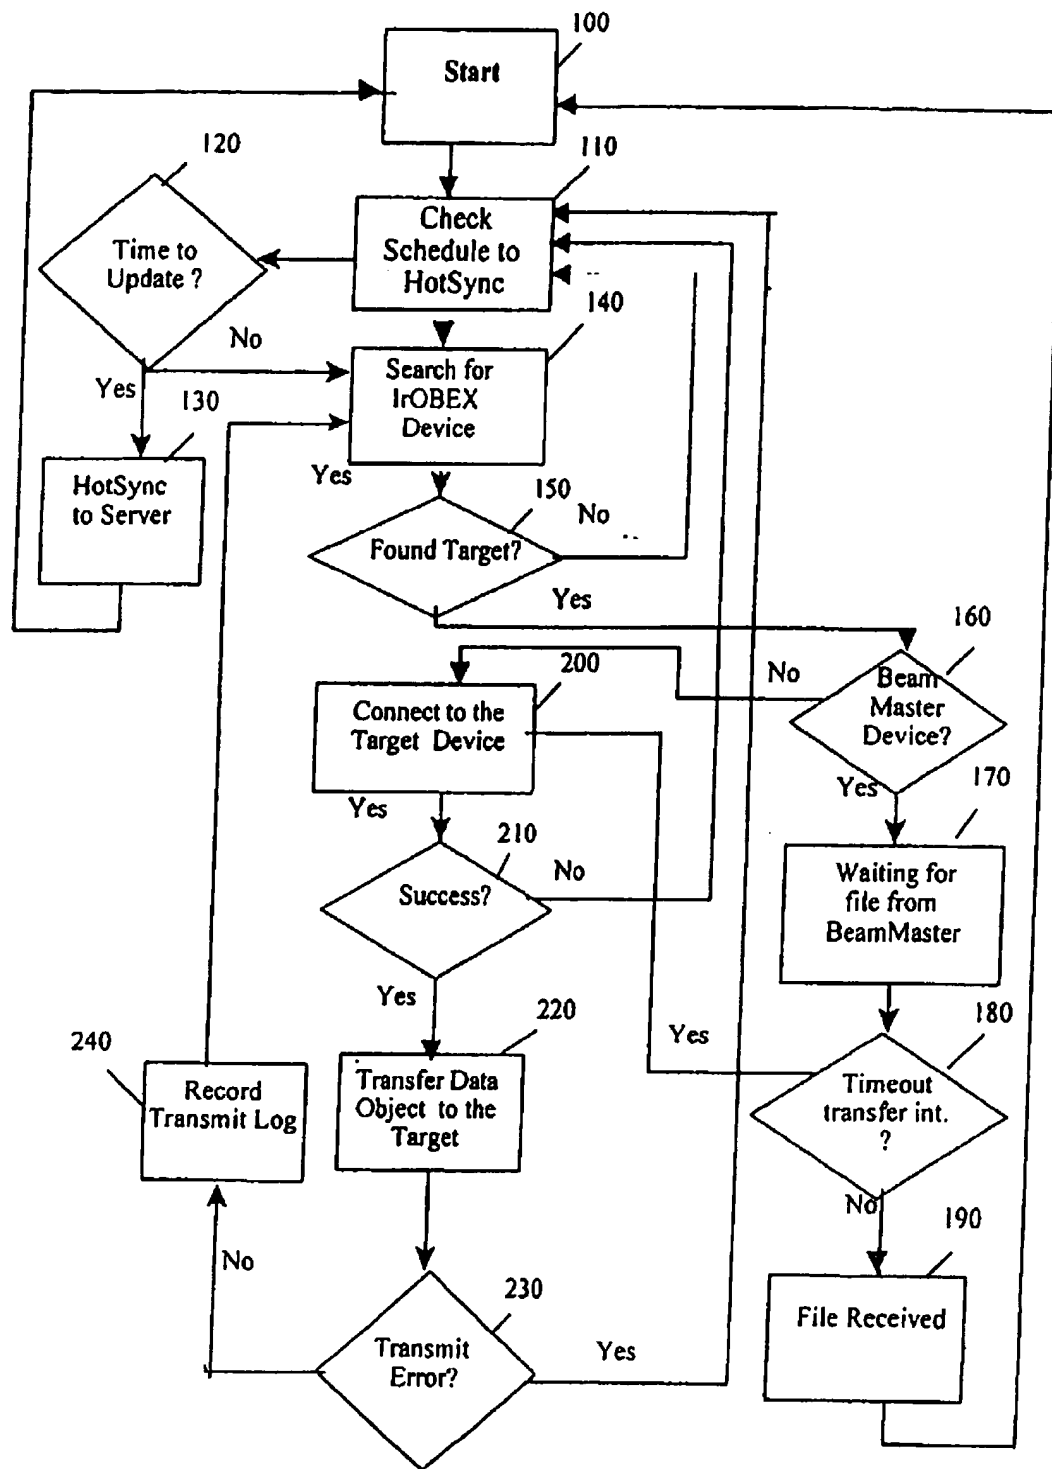 100
Start
120
110
Check
Schedule to
HotSync
Time to
Update ?
140
No
Search for
IrOBEX
Device
Yes
130
HotSync
to Server
Yes
150
No
Found Target?
Yes
160
200
No
Beam
Master
Device?
Connect to the
Target Device
Yes
Yes
170
210
Success?
No
Waiting for
file from
BeamMaster
Yes
220
180
Yes
240
Record
Transmit Log
Transfer Data
Object to the
Target
Timeout
transfer int.
?
No
190
No
230
File Received
Transmit
Error?
Yes